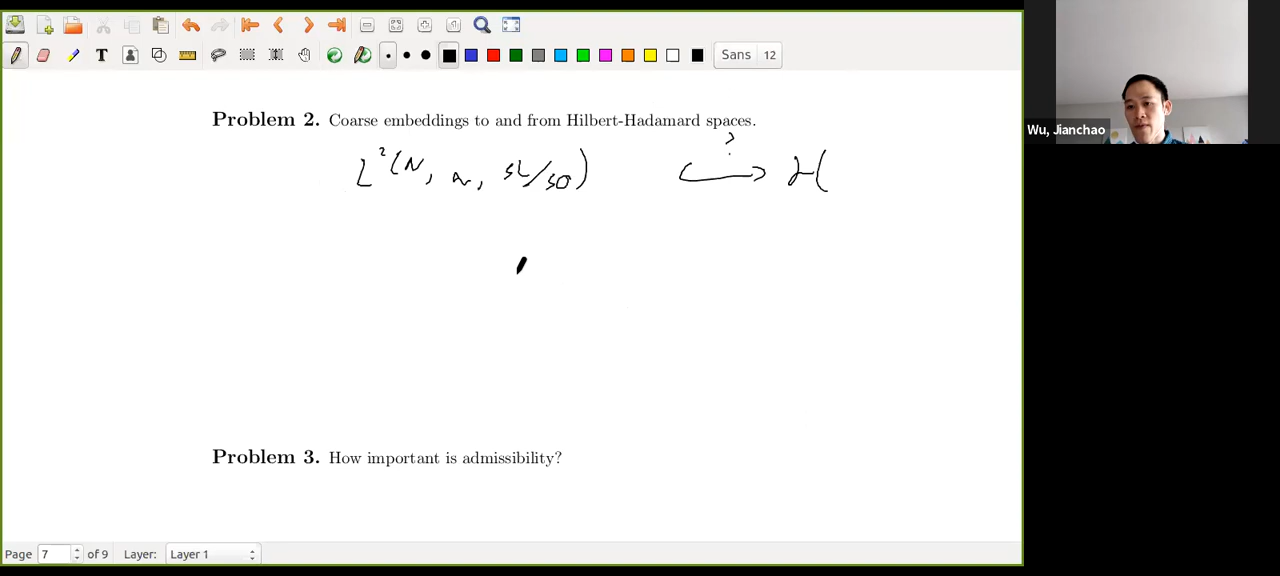 Sans 12
Problem 2. Coarse embeddings to and from Hilbert-Hadamard spaces.
?
L²(N, n, SL/SO) ↪ H(
Wu, Jianchao
Problem 3. How important is admissibility?
Page 7 of 9 Layer: Layer 1